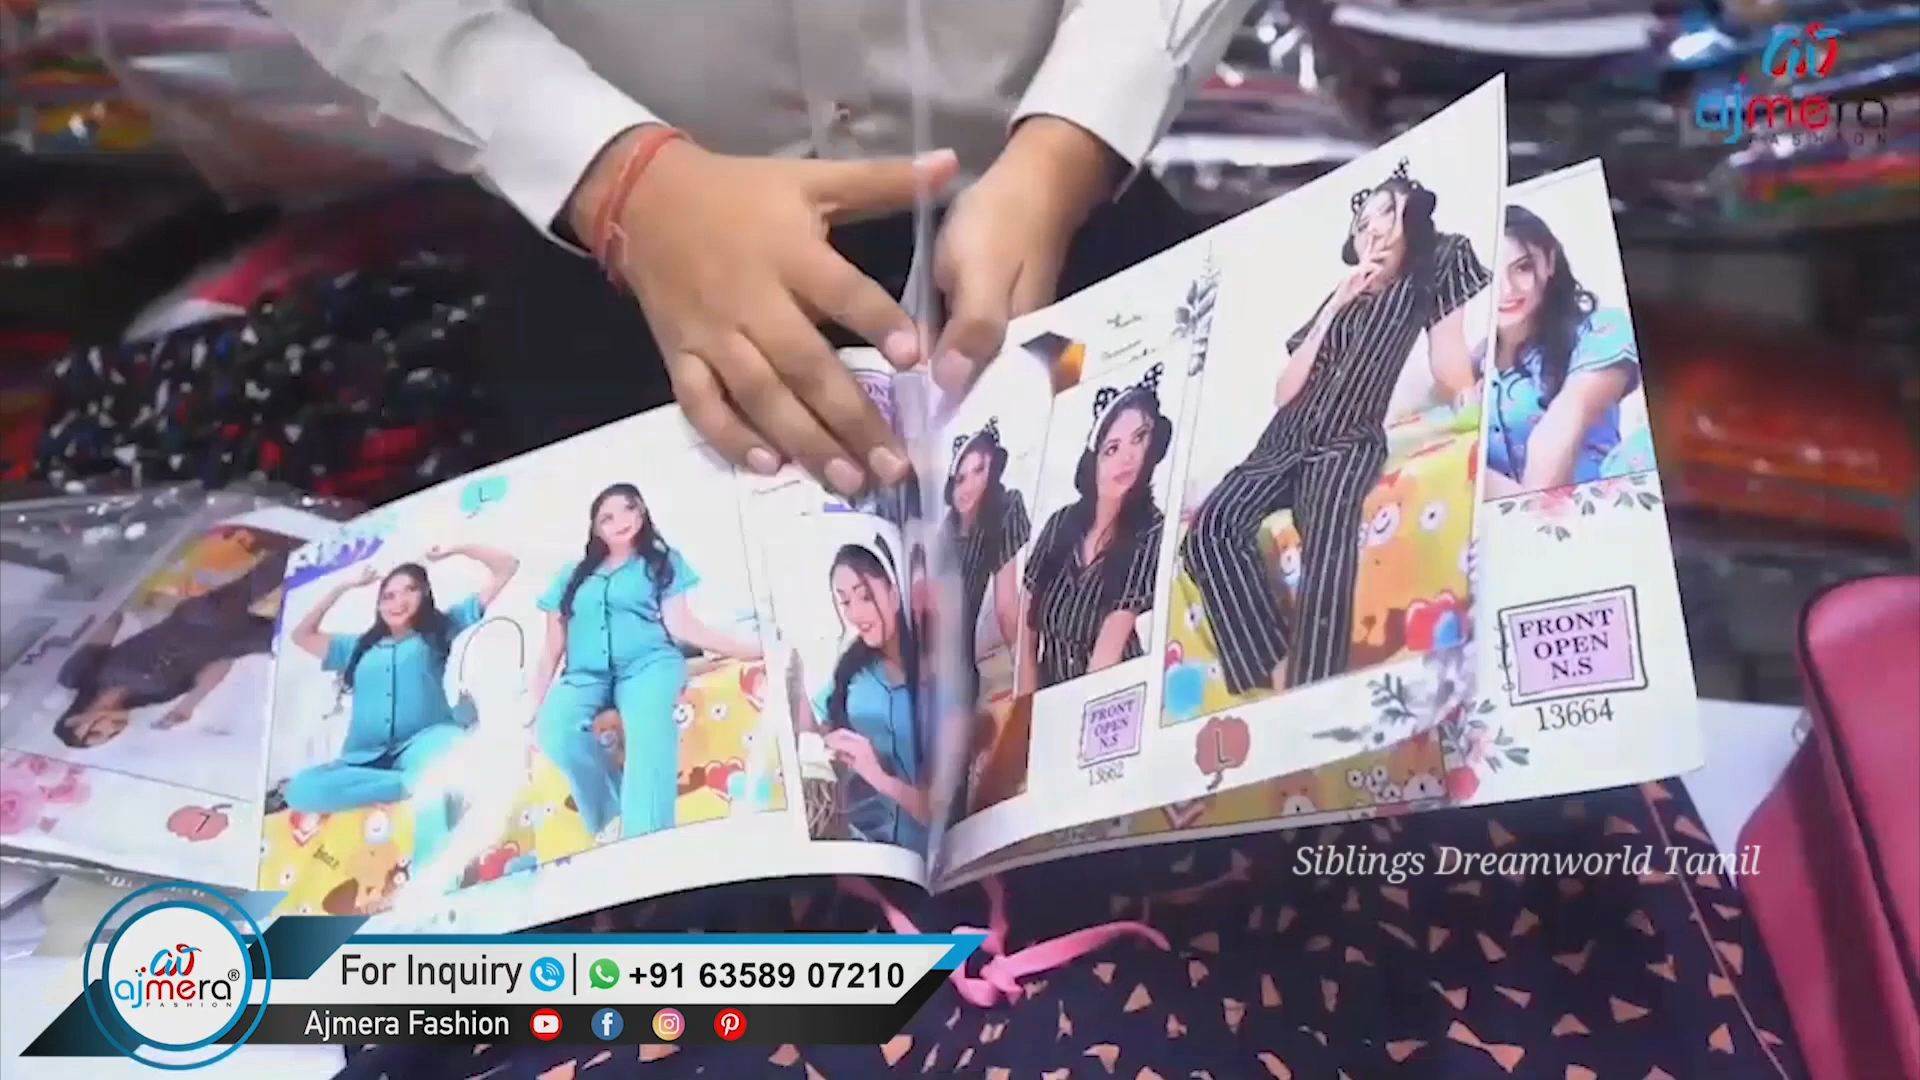 ajmera
FASHION
L
FRONT
OPEN
N.S
13662
L
FRONT
OPEN
N.S
13664
7
Siblings Dreamworld Tamil
For Inquiry | +91 63589 07210
ajmera®
FASHION
Ajmera Fashion